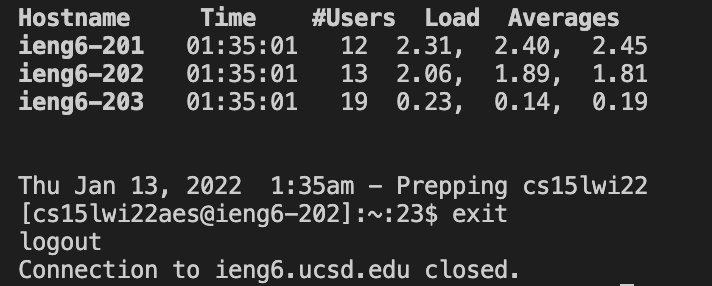 Hostname Time #Users Load Averages
ieng6-201 01:35:01 12 2.31, 2.40, 2.45
ieng6-202 01:35:01 13 2.06, 1.89, 1.81
ieng6-203 01:35:01 19 0.23, 0.14, 0.19
Thu Jan 13, 2022 1:35am - Prepping cs15lwi22
[cs15lwi22aes@ieng6-202]:~:23$ exit
logout
Connection to ieng6.ucsd.edu closed.